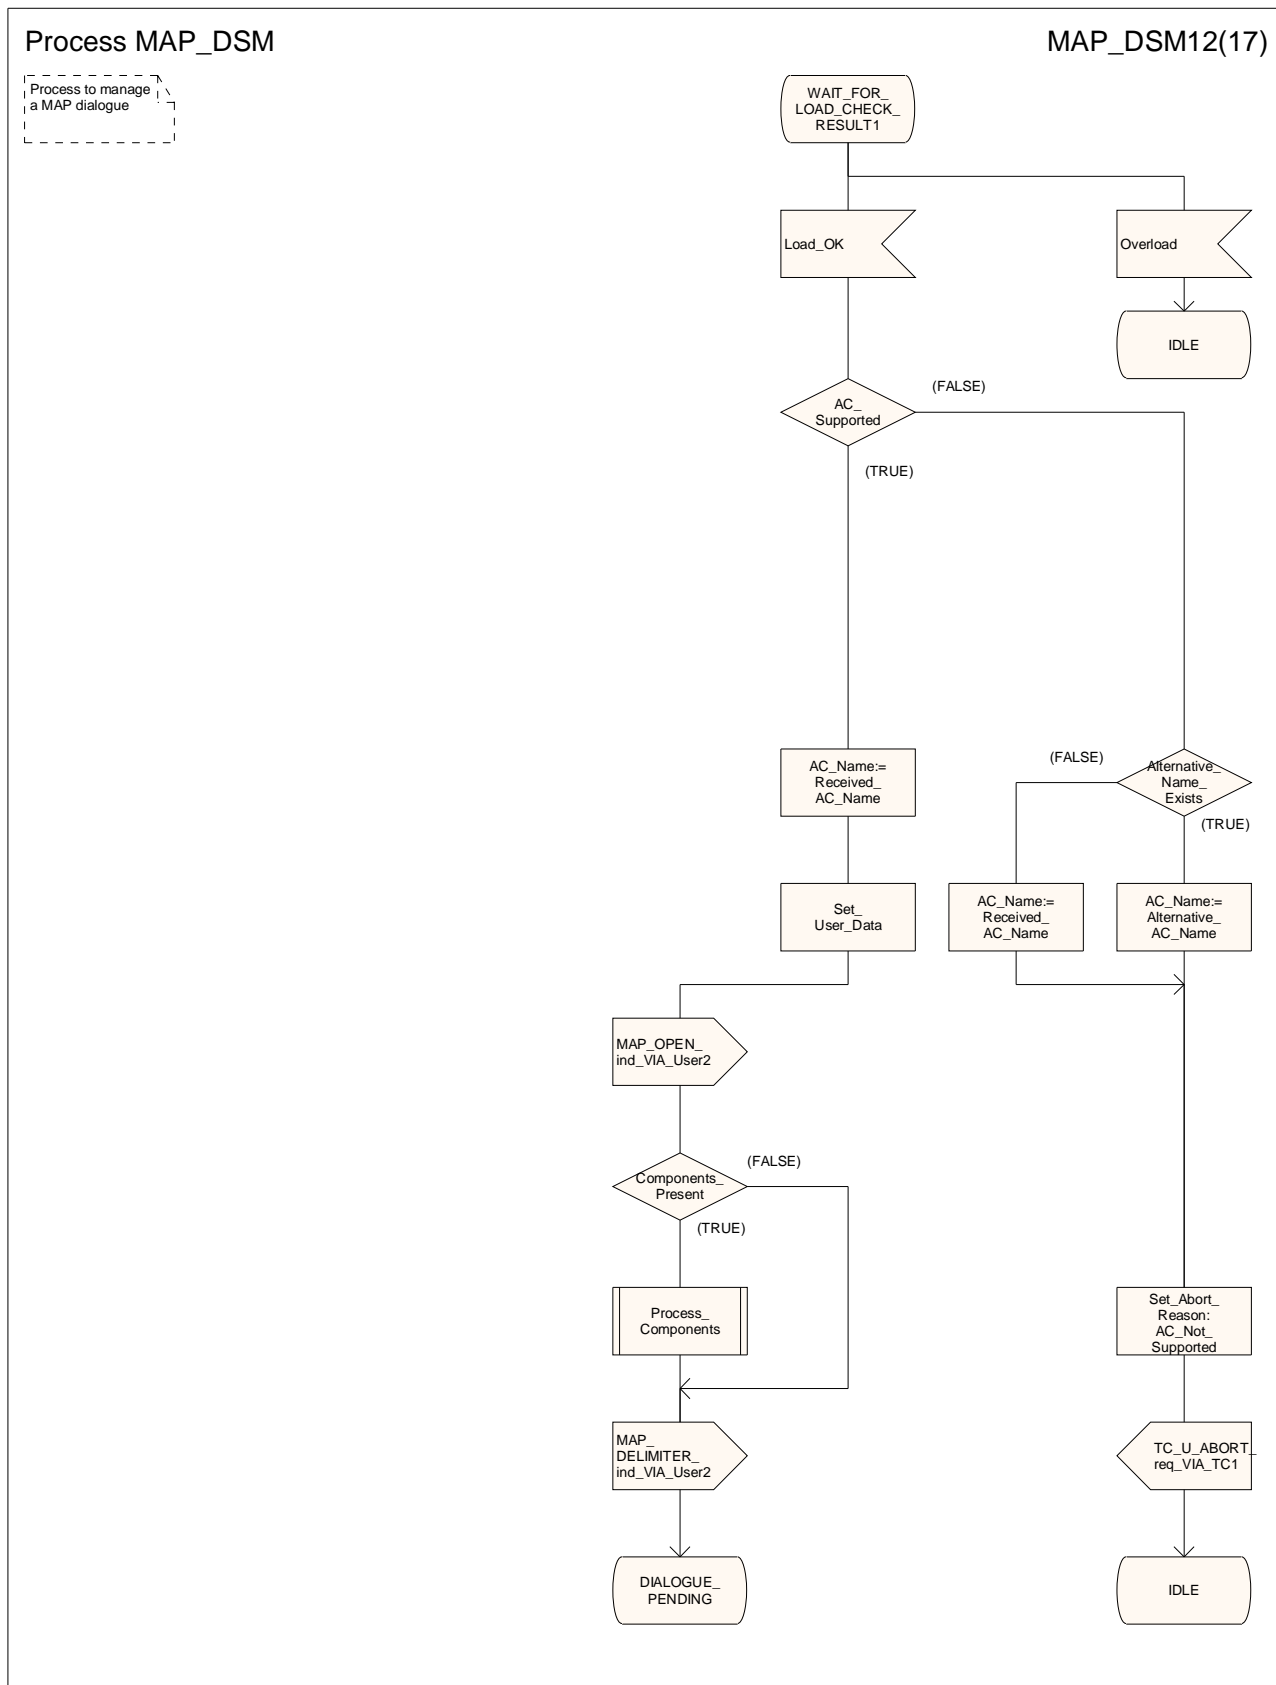 Process MAP_DSM
MAP_DSM12(17)
Process to manage
a MAP dialogue
WAIT_FOR_
LOAD_CHECK_
RESULT1
Load_OK
Overload
IDLE
AC_
Supported
(FALSE)
(TRUE)
AC_Name:=
Received_
AC_Name
(FALSE)
Alternative_
Name_
Exists
(TRUE)
Set_
User_Data
AC_Name:=
Received_
AC_Name
AC_Name:=
Alternative_
AC_Name
MAP_OPEN_
ind_VIA_User2
Components_
Present
(FALSE)
(TRUE)
Process_
Components
Set_Abort_
Reason:
AC_Not_
Supported
MAP_
DELIMITER_
ind_VIA_User2
TC_U_ABORT_
req_VIA_TC1
DIALOGUE_
PENDING
IDLE